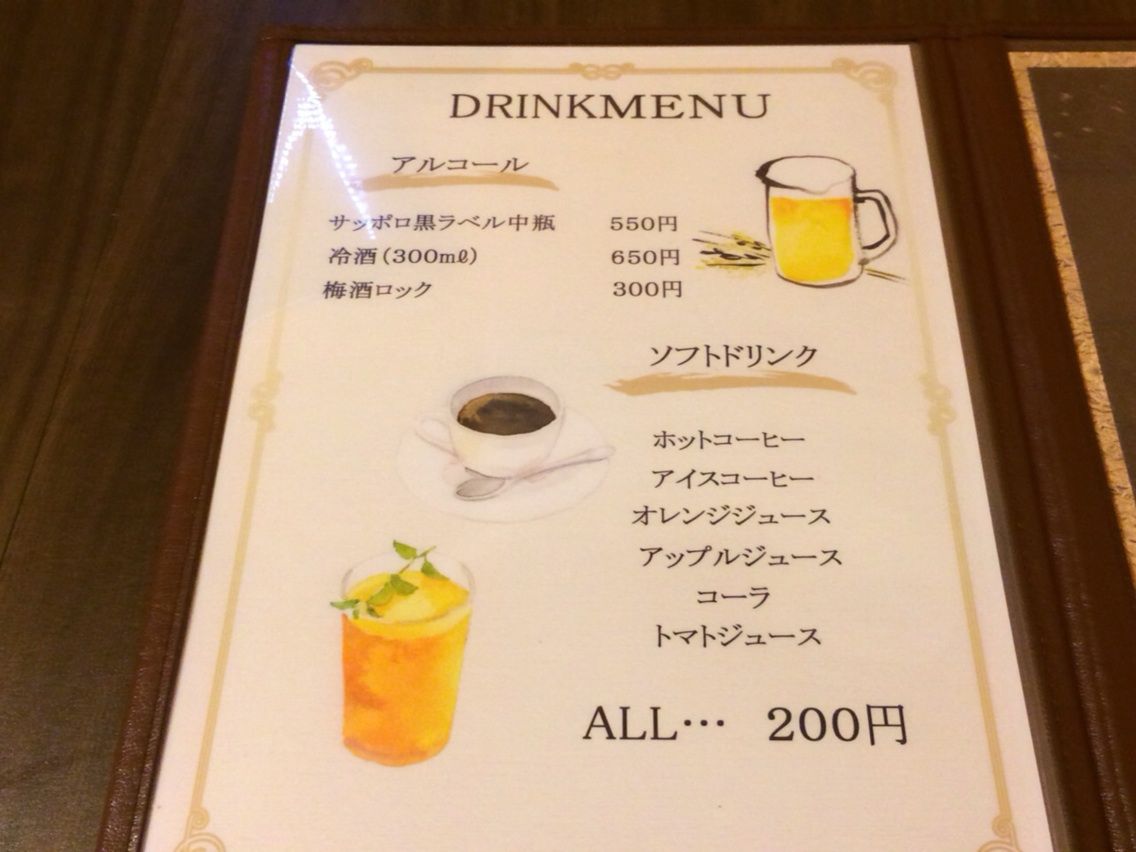 DRINKMENU
アルコール
サッポロ黒ラベル中瓶 550円
冷酒(300㎖) 650円
梅酒ロック 300円
ソフトドリンク
ホットコーヒー
アイスコーヒー
オレンジジュース
アップルジュース
コーラ
トマトジュース
ALL… 200円